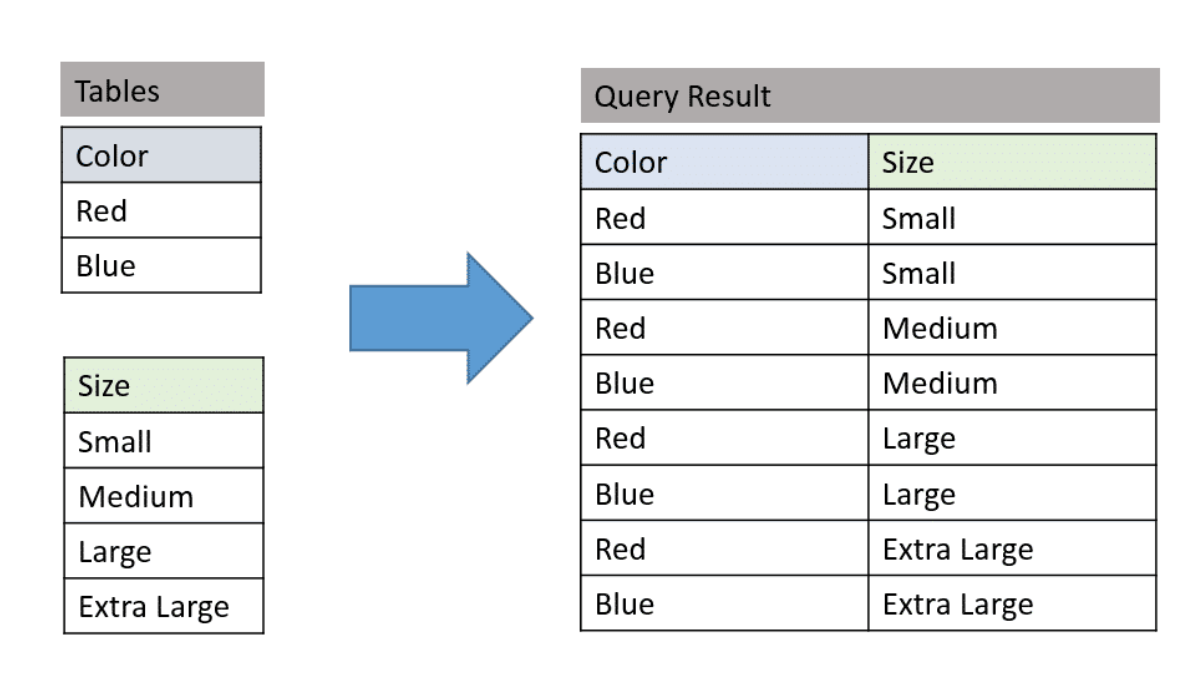 Tables
Color
Red
Blue
Size
Small
Medium
Large
Extra Large
Query Result
Color Size
Red Small
Blue Small
Red Medium
Blue Medium
Red Large
Blue Large
Red Extra Large
Blue Extra Large